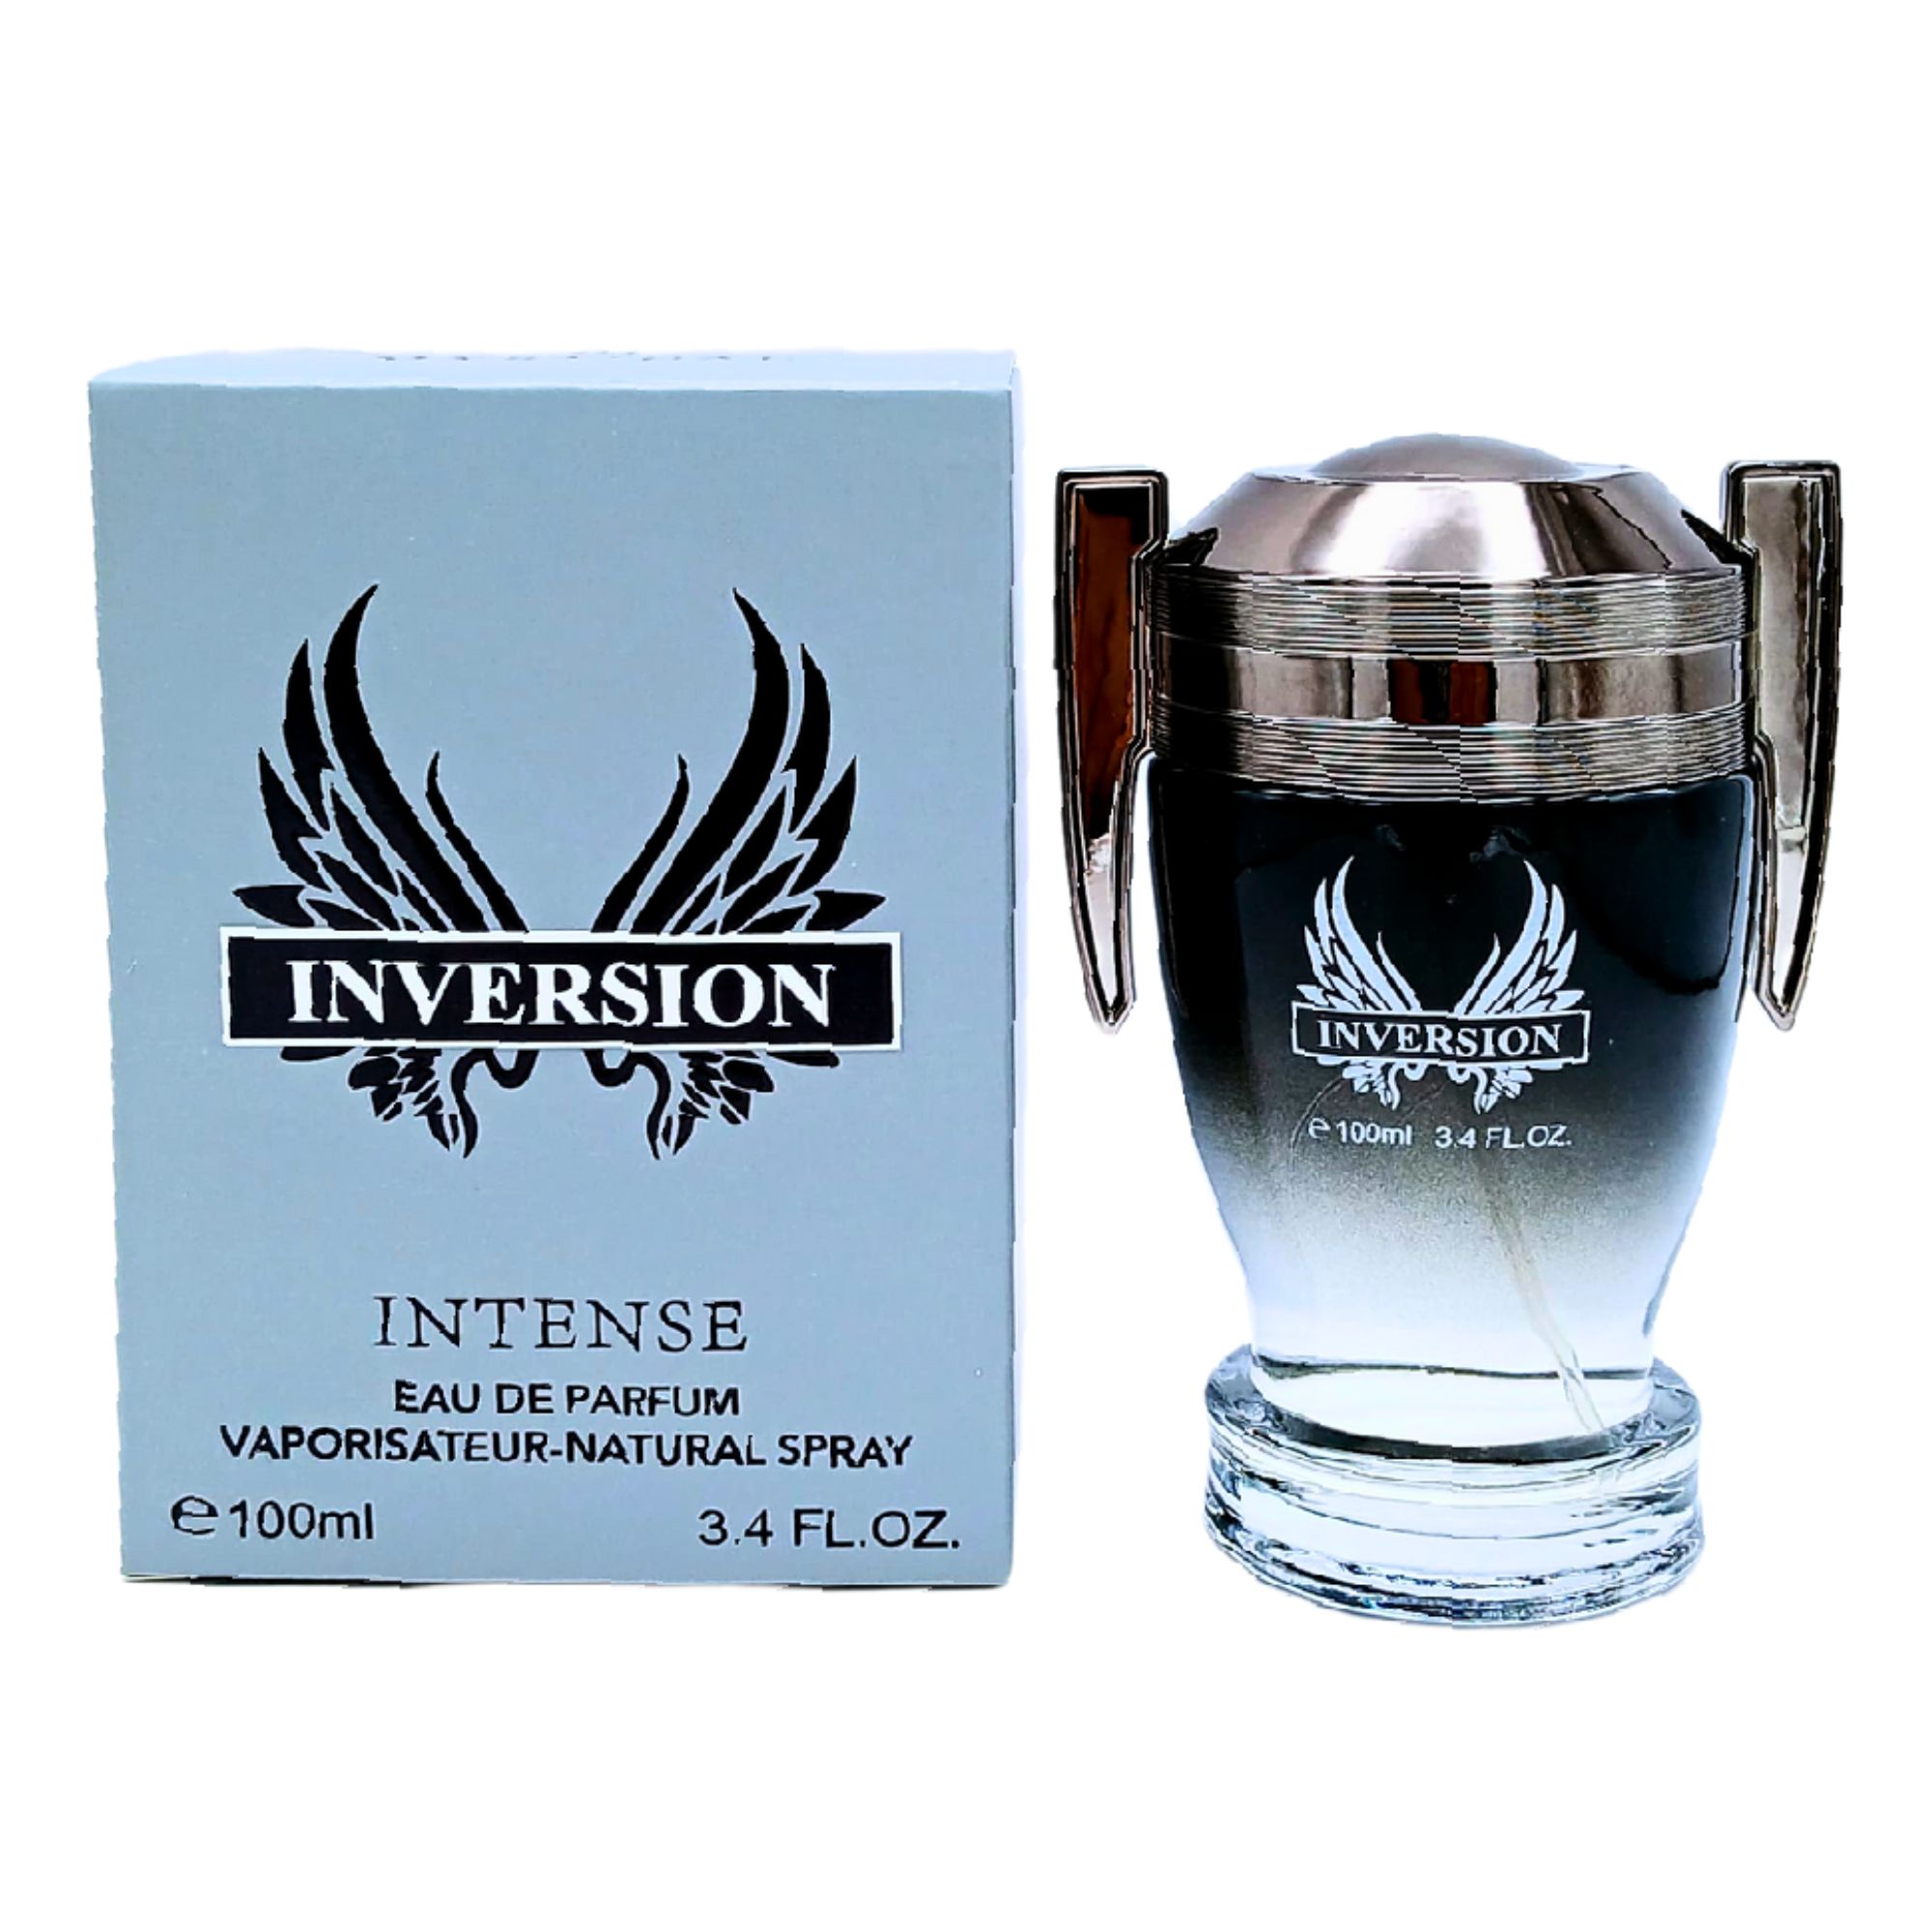 INVERSION
INTENSE
EAU DE PARFUM
VAPORISATEUR-NATURAL SPRAY
℮100ml 3.4 FL.OZ.
INVERSION
℮100ml 3.4 FL.OZ.